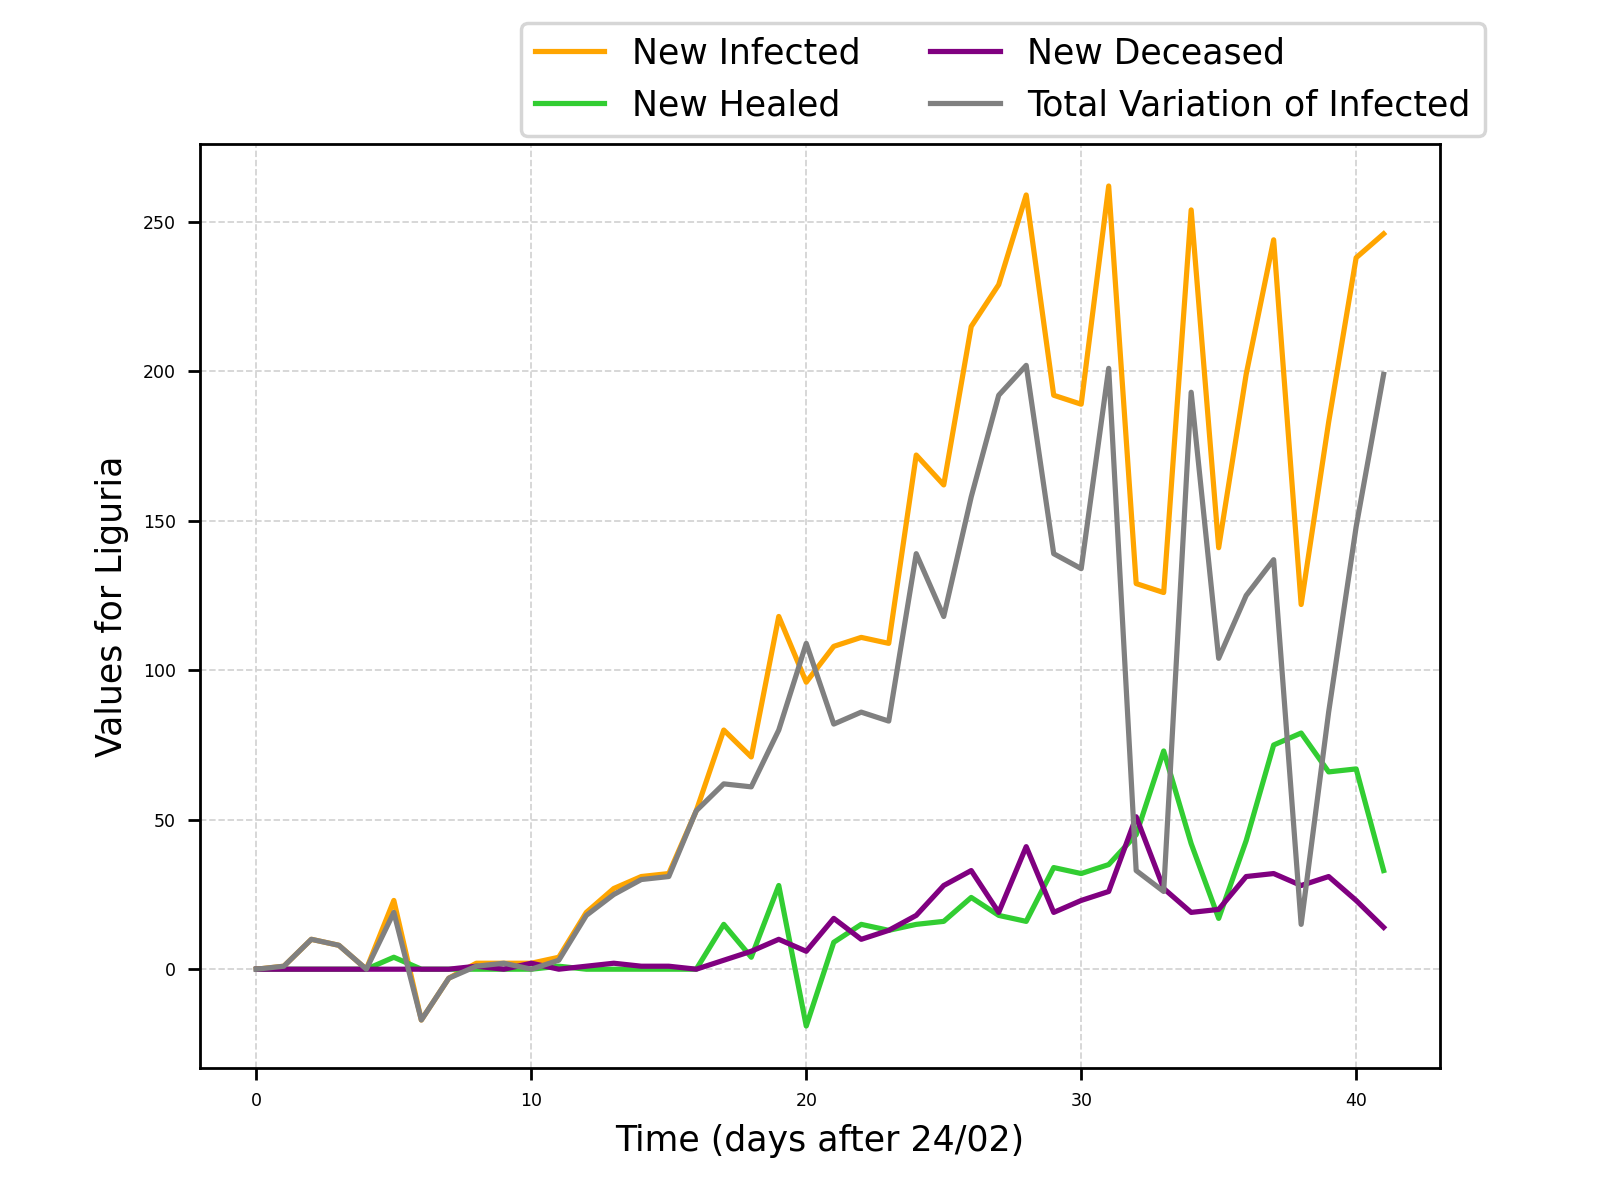 New Infected
New Healed
New Deceased
Total Variation of Infected
Values for Liguria
250
200
150
100
50
0
0 10 20 30 40
Time (days after 24/02)